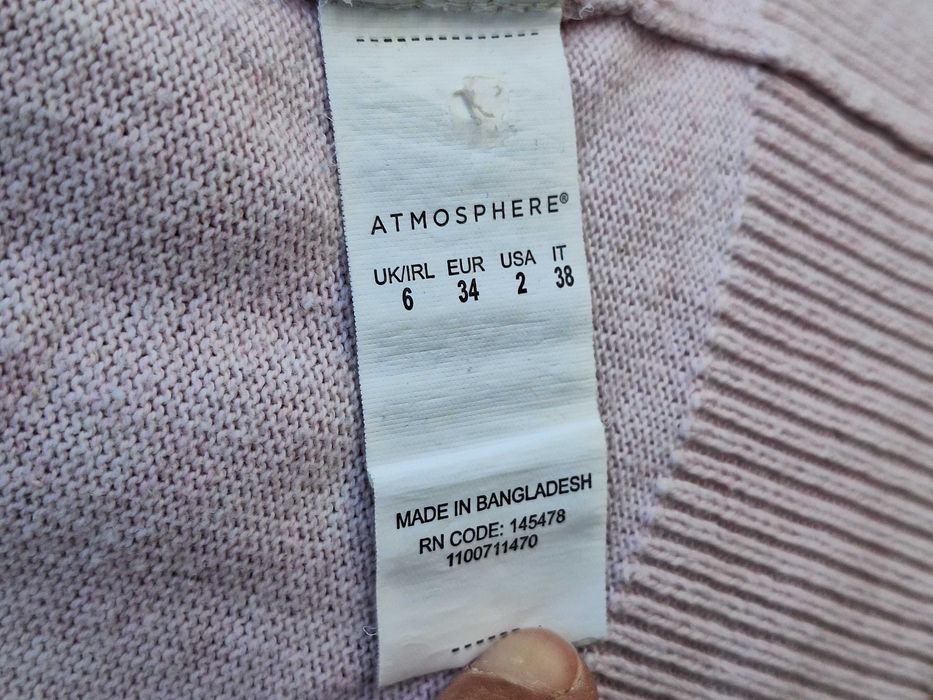 ATMOSPHERE®
UK/IRL EUR USA IT
6 34 2 38
MADE IN BANGLADESH
RN CODE: 145478
1100711470